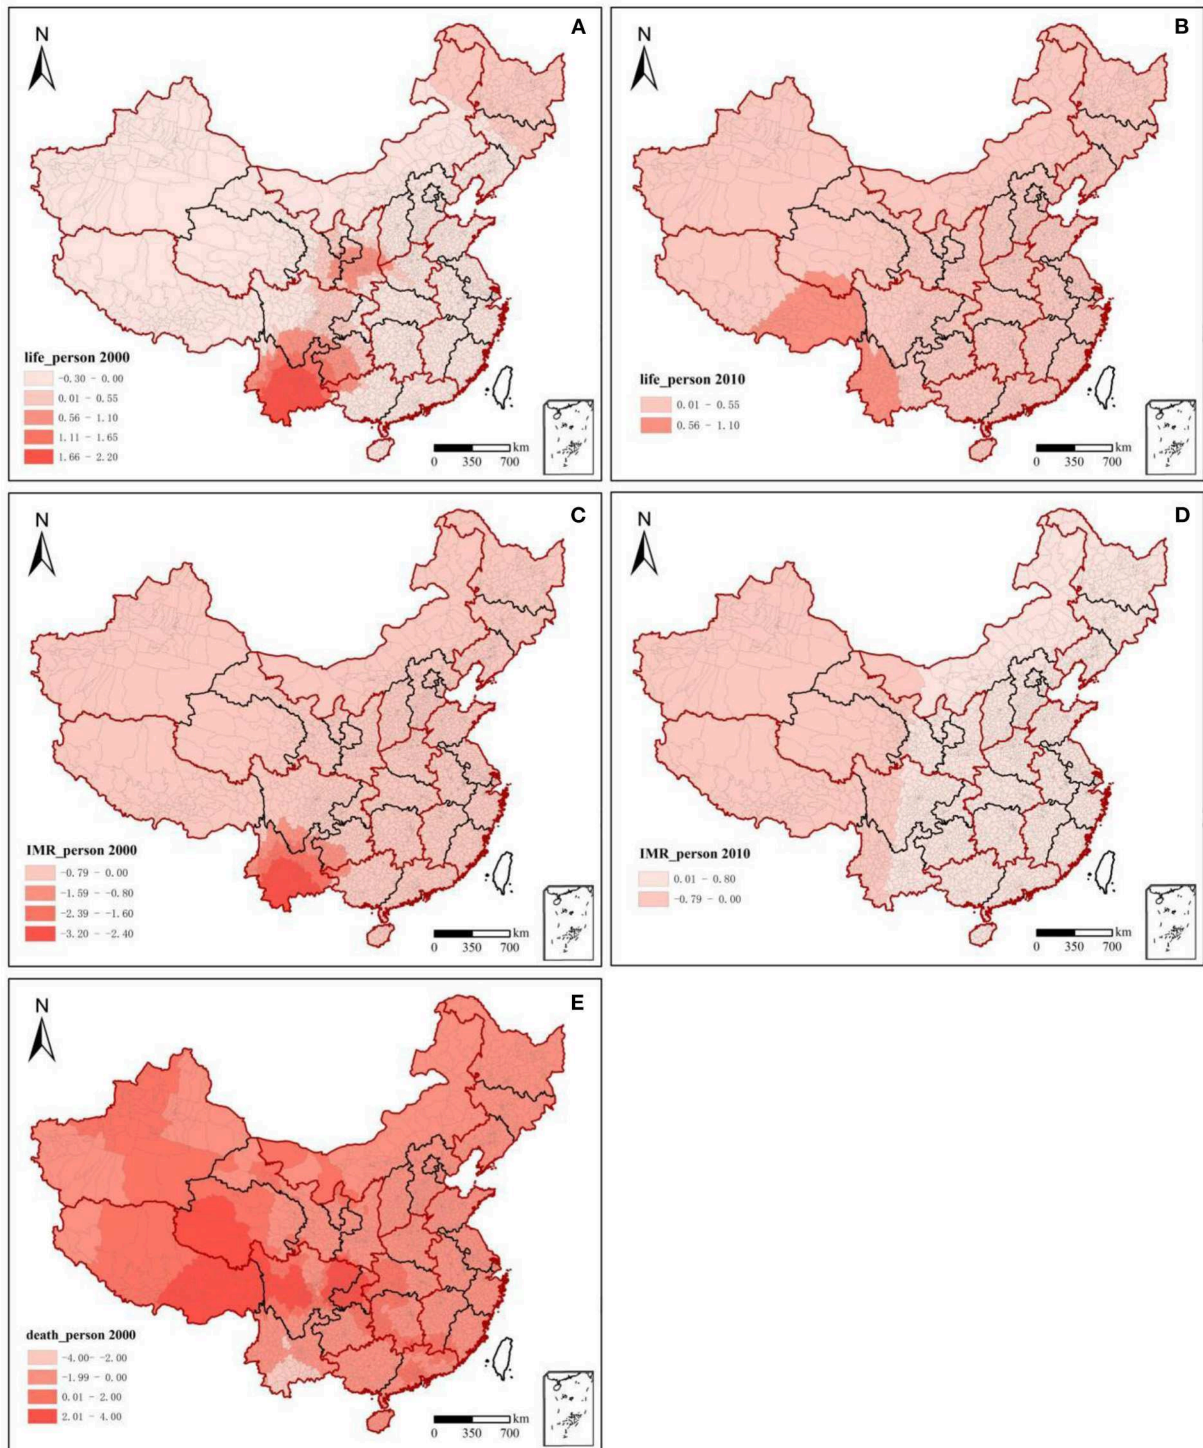 A
N
life_person 2000
-0.30 - 0.00
0.01 - 0.55
0.56 - 1.10
1.11 - 1.65
1.66 - 2.20
km
0 350 700
B
N
life_person 2010
0.01 - 0.55
0.56 - 1.10
km
0 350 700
C
N
IMR_person 2000
-0.79 - 0.00
-1.59 - -0.80
-2.39 - -1.60
-3.20 - -2.40
km
0 350 700
D
N
IMR_person 2010
0.01 - 0.80
-0.79 - 0.00
km
0 350 700
E
N
death_person 2000
-4.00- -2.00
-1.99 - 0.00
0.01 - 2.00
2.01 - 4.00
km
0 350 700